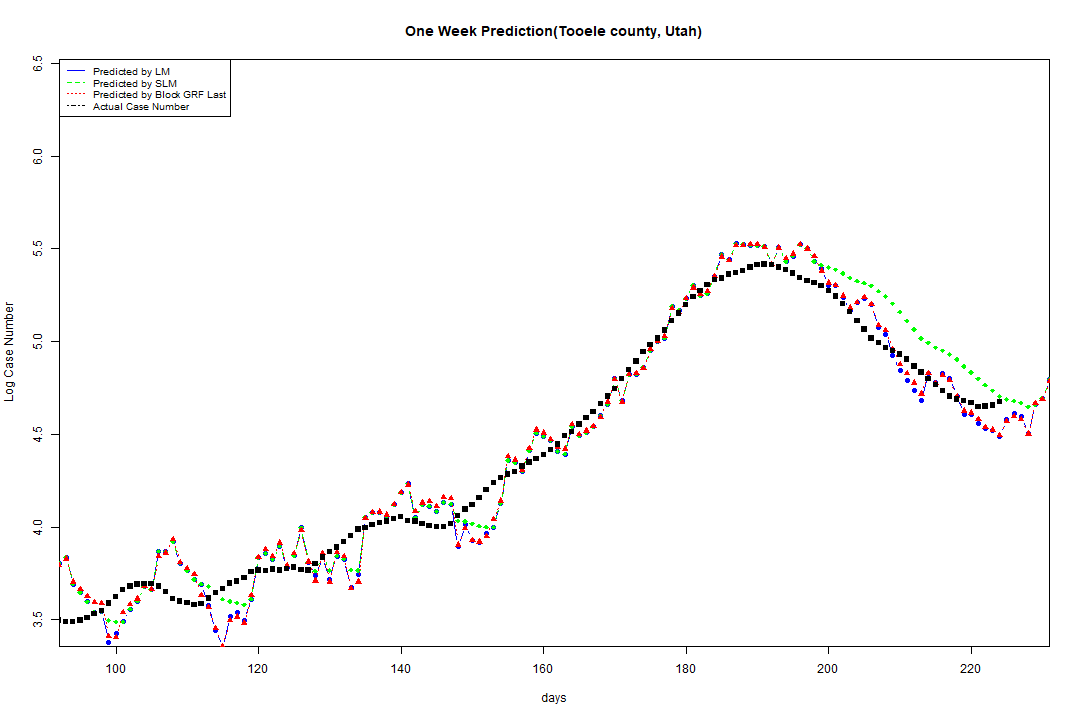 One Week Prediction(Tooele county, Utah)
Predicted by LM
Predicted by SLM
Predicted by Block GRF Last
Actual Case Number
6.5
6.0
5.5
5.0
4.5
4.0
3.5
Log Case Number
100 120 140 160 180 200 220
days